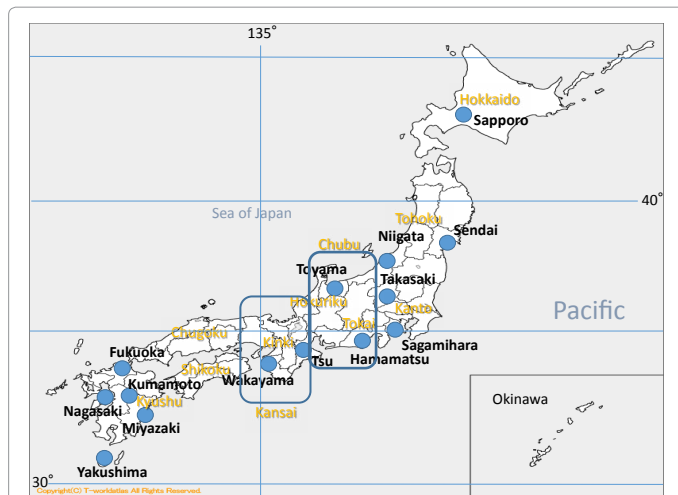 135°
Hokkaido
Sapporo
40°
Sea of Japan
Tohoku
Sendai
Niigata
Chubu
Toyama
Takasaki
Hokuriku
Kanto
Pacific
Tokai
Chuguku
Kinki
Sagamihara
Fukuoka
Tsu
Hamamatsu
Shikoku
Wakayama
Kumamoto
Nagasaki
Kyushu
Okinawa
Kansai
Miyazaki
Yakushima
30°
Copyright(C) T-worldatlas All Rights Reserved.